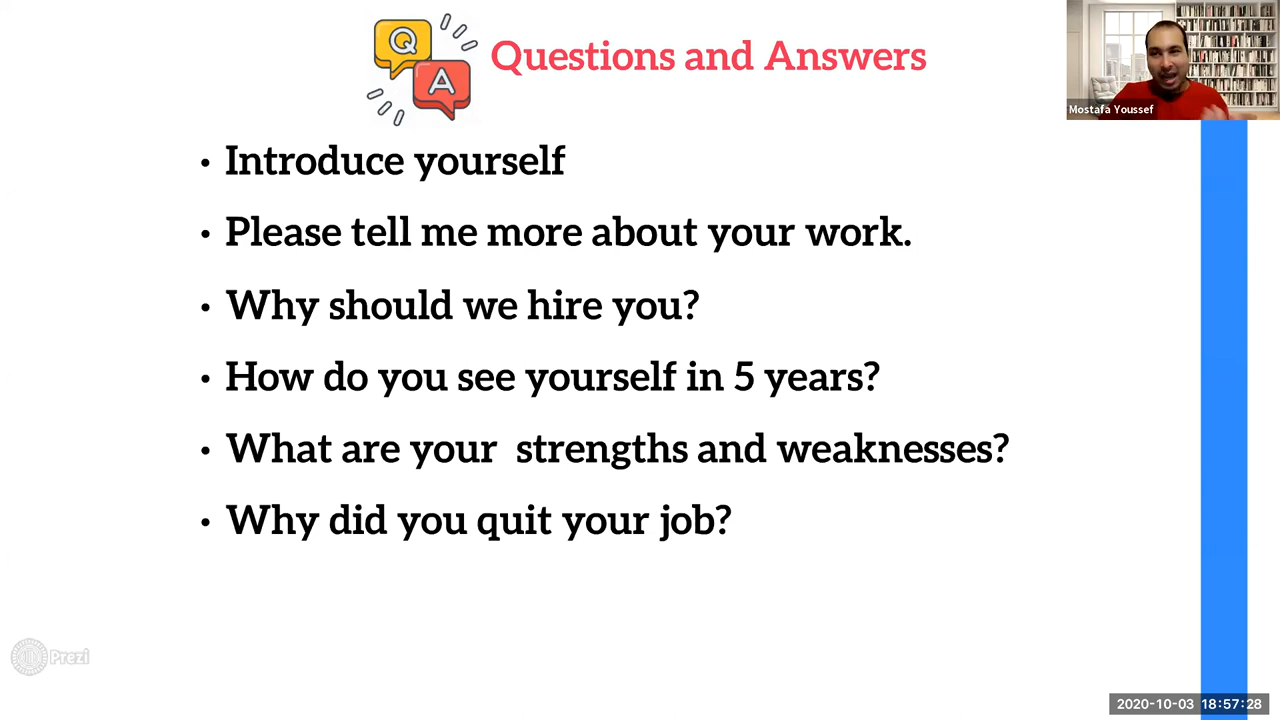 Q
A
Questions and Answers
Mostafa Youssef
• Introduce yourself
• Please tell me more about your work.
• Why should we hire you?
• How do you see yourself in 5 years?
• What are your  strengths and weaknesses?
• Why did you quit your job?
Prezi
2020-10-03 18:57:28